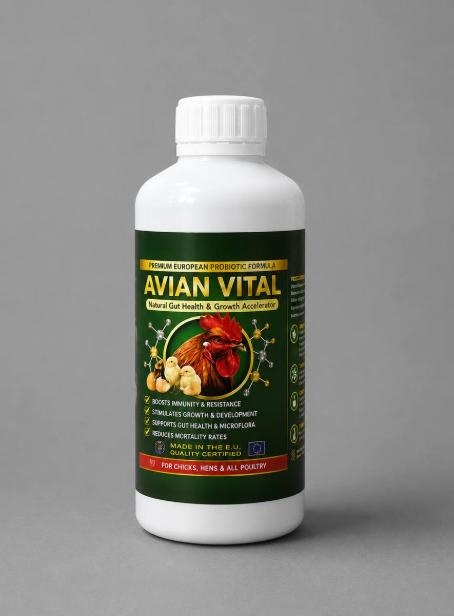 PREMIUM EUROPEAN PROBIOTIC FORMULA
AVIAN VITAL
Natural Gut Health & Growth Accelerator
BOOSTS IMMUNITY & RESISTANCE
STIMULATES GROWTH & DEVELOPMENT
SUPPORTS GUT HEALTH & MICROFLORA
REDUCES MORTALITY RATES
MADE IN THE E.U.
QUALITY CERTIFIED
FOR CHICKS, HENS & ALL POULTRY